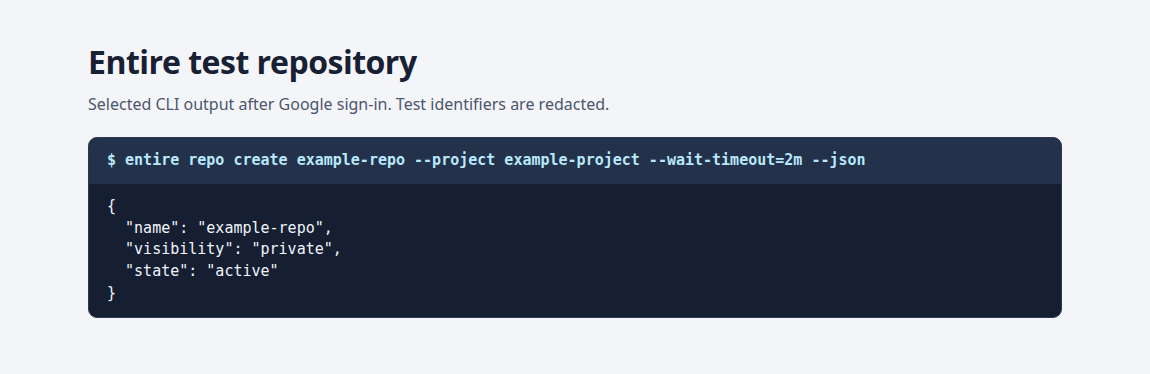 Entire test repository
Selected CLI output after Google sign-in. Test identifiers are redacted.
$ entire repo create example-repo --project example-project --wait-timeout=2m --json
{
  "name": "example-repo",
  "visibility": "private",
  "state": "active"
}